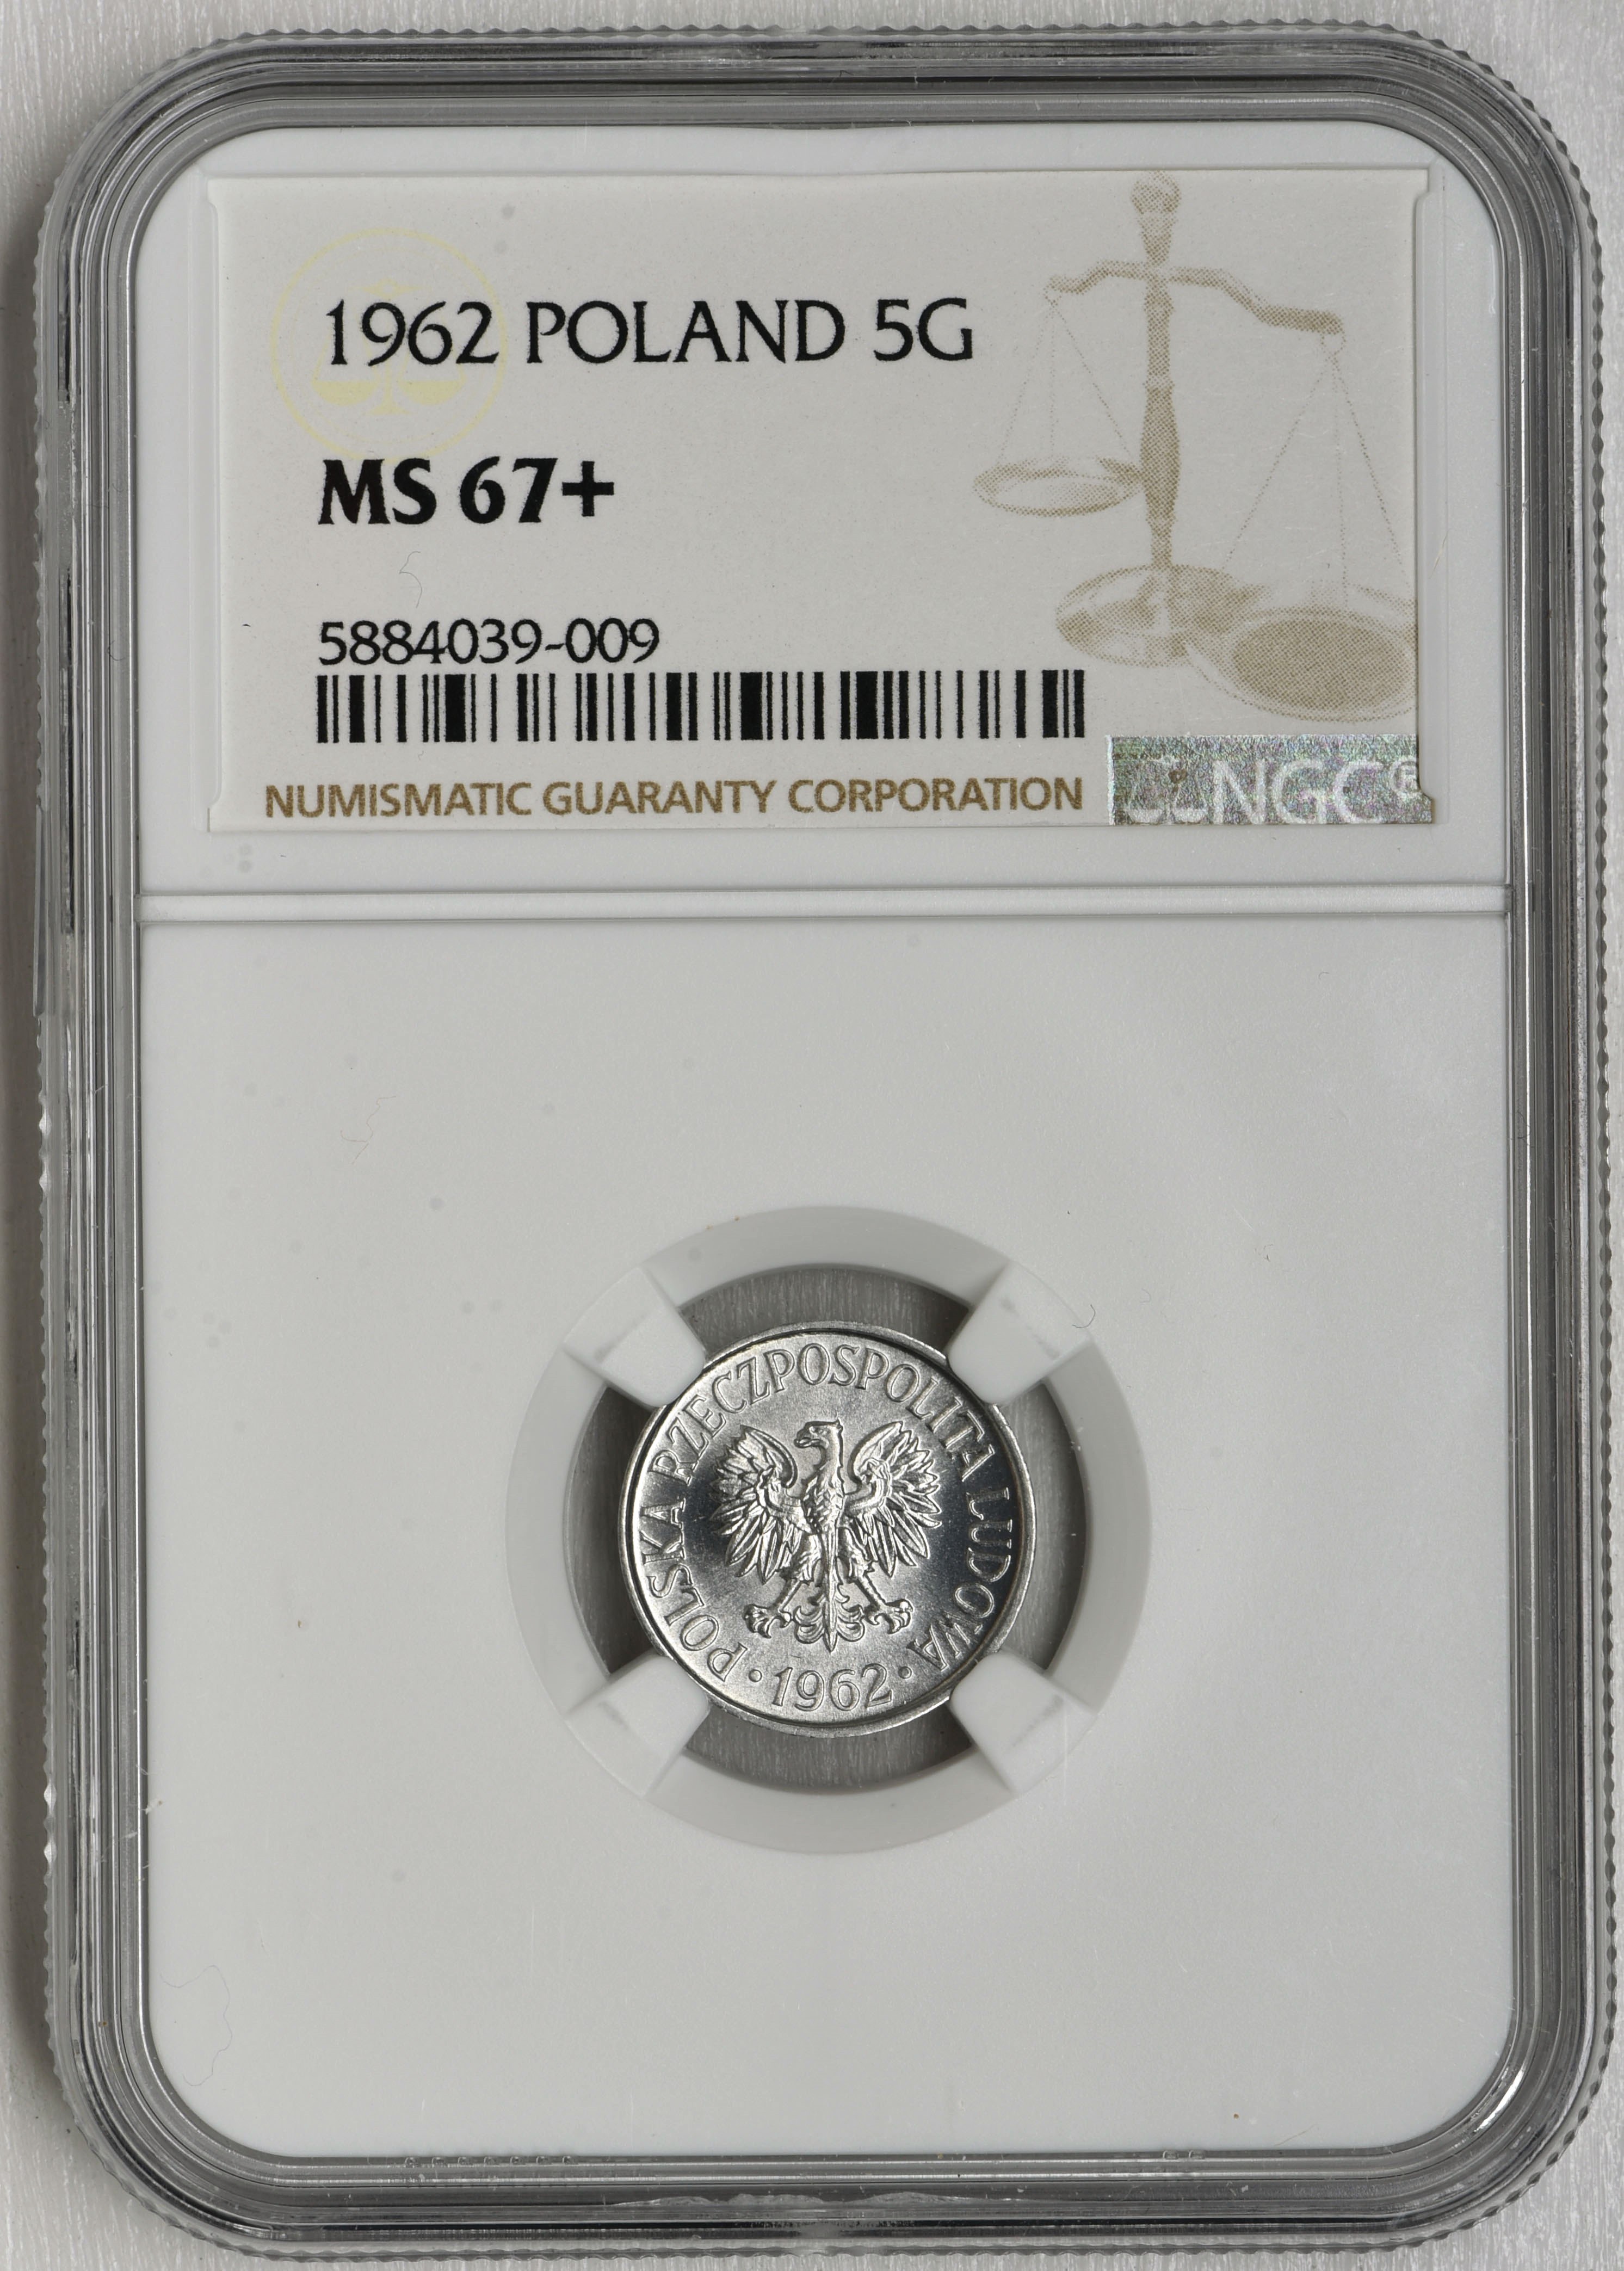 1962 POLAND 5G
MS 67+
5884039-009
NUMISMATIC GUARANTY CORPORATION
NGC®
POLSKA RZECZPOSPOLITA LUDOWA
· 1962 ·